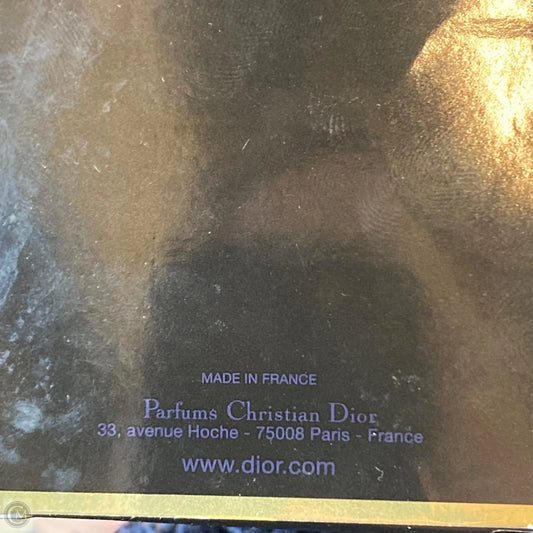 MADE IN FRANCE
Parfums Christian Dior
33, avenue Hoche - 75008 Paris - France
www.dior.com